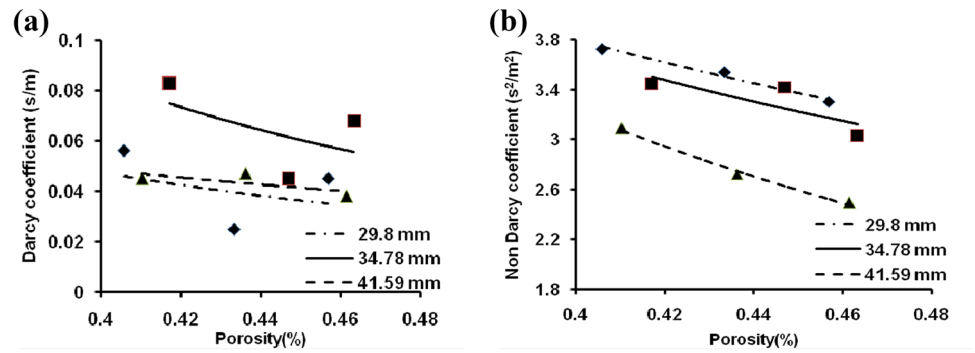 (a)
Darcy coefficient (s/m)
0.1
0.08
0.06
0.04
0.02
0
0.4 0.42 0.44 0.46 0.48
Porosity(%)
29.8 mm
34.78 mm
41.59 mm
(b)
Non Darcy coefficient (s²/m²)
3.8
3.4
3
2.6
2.2
1.8
0.4 0.42 0.44 0.46 0.48
Porosity(%)
29.8 mm
34.78 mm
41.59 mm